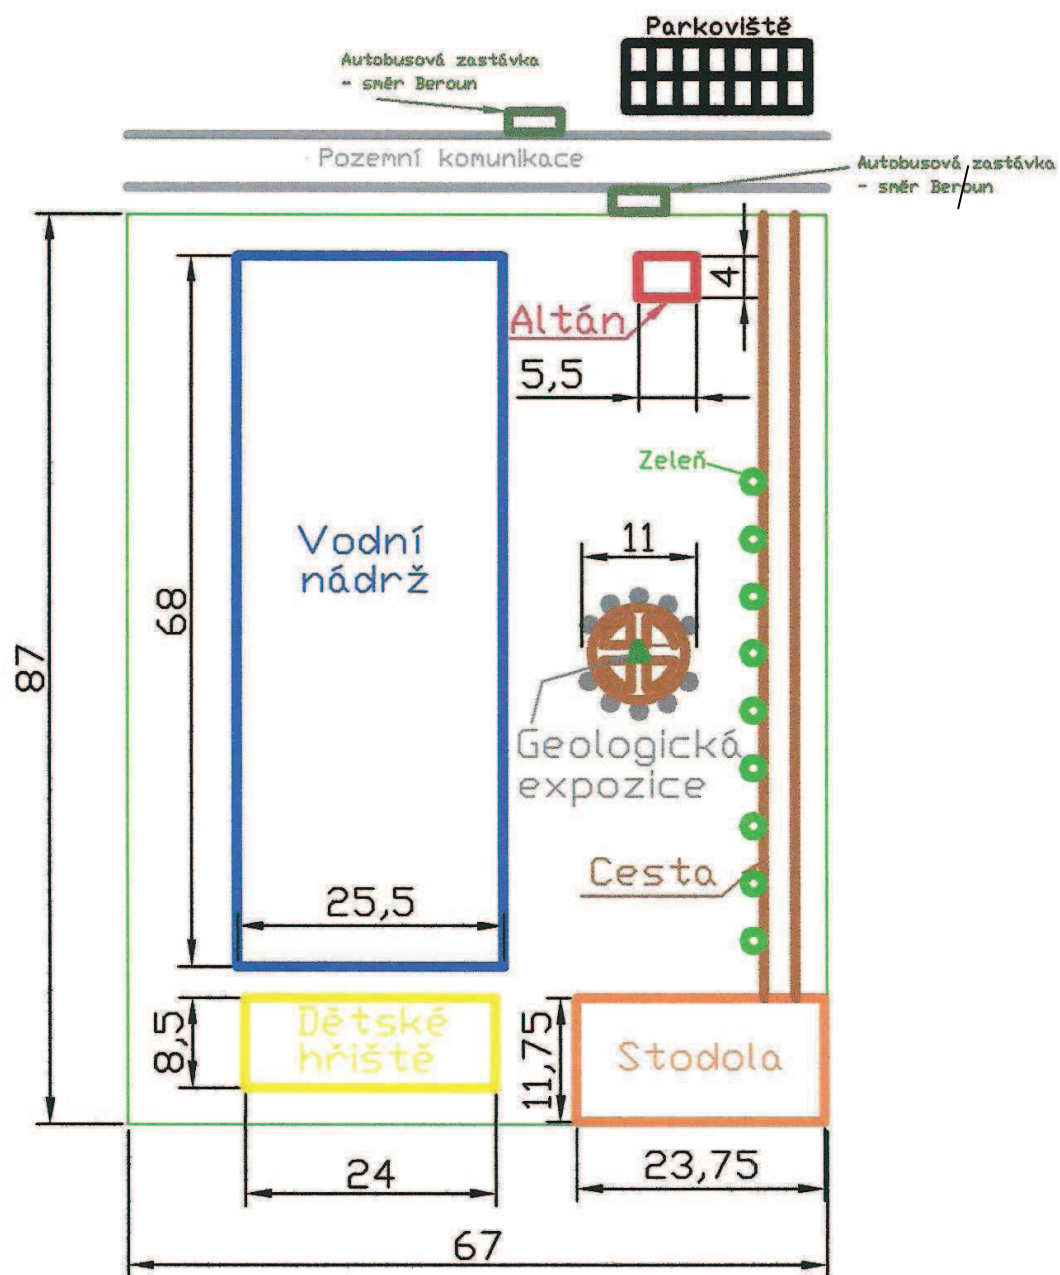 Parkoviště
Autobusová zastávka
- směr Beroun
Pozemní komunikace
Autobusová zastávka
- směr Beroun
4
Altán
5,5
Zeleň
Vodní
nádrž
11
68
87
Geologická
expozice
Cesta
25,5
8,5
Dětské
hřiště
11,75
Stodola
24
23,75
67